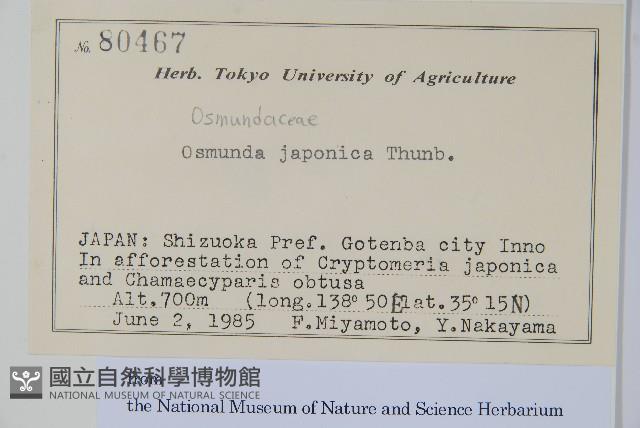 No. 80467
Herb. Tokyo University of Agriculture
Osmundaceae
Osmunda japonica Thunb.
JAPAN: Shizuoka Pref. Gotenba city Inno
In afforestation of Cryptomeria japonica
and Chamaecyparis obtusa
Alt.700m (long.138° 50'E lat.35° 15'N)
June 2, 1985 F.Miyamoto, Y.Nakayama
from
the National Museum of Nature and Science Herbarium
國立自然科學博物館
NATIONAL MUSEUM OF NATURAL SCIENCE